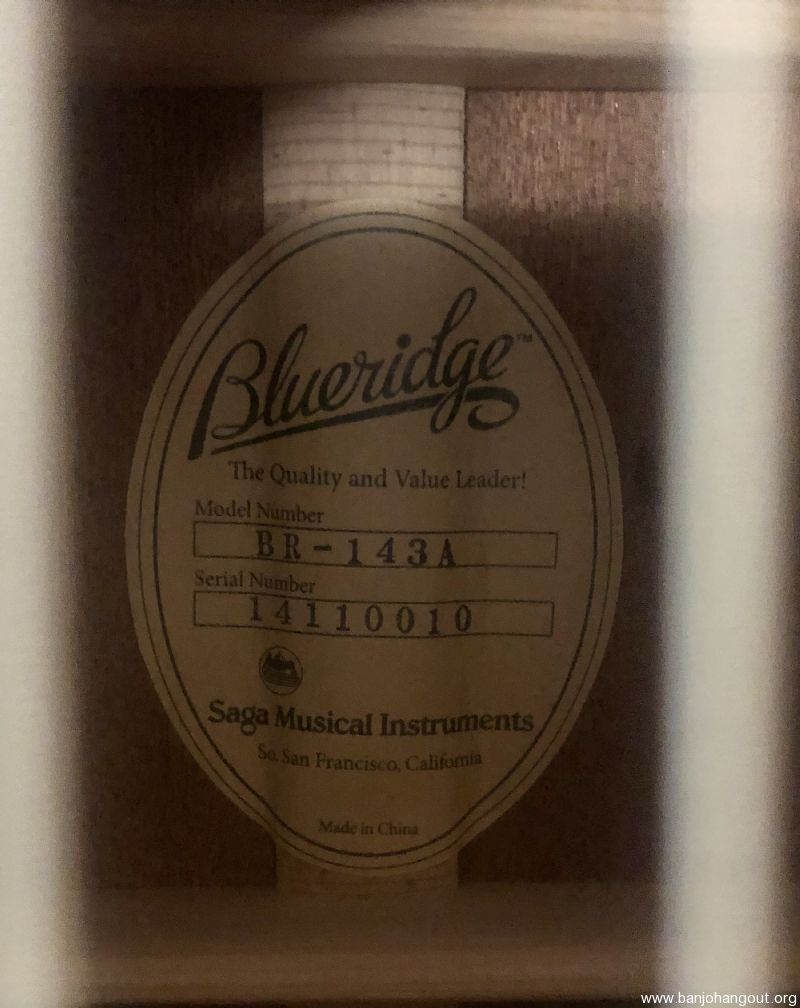 Blueridge™
The Quality and Value Leader!
Model Number
BR-143A
Serial Number
14110010
Saga Musical Instruments
So. San Francisco, California
Made in China
www.banjohangout.org